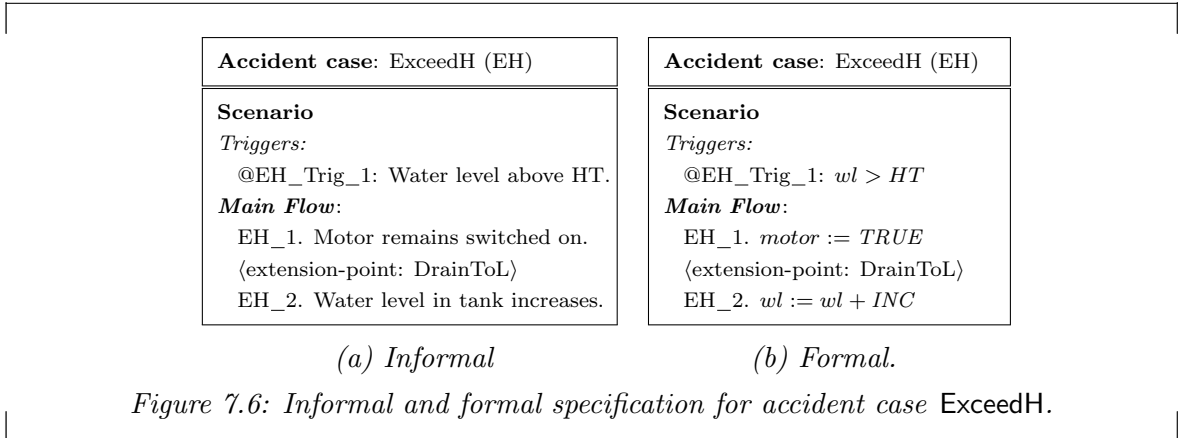 Accident case: ExceedH (EH)
Scenario
Triggers:
@EH_Trig_1: Water level above HT.
Main Flow:
EH_1. Motor remains switched on.
⟨extension-point: DrainToL⟩
EH_2. Water level in tank increases.
(a) Informal
Accident case: ExceedH (EH)
Scenario
Triggers:
@EH_Trig_1: wl > HT
Main Flow:
EH_1. motor := TRUE
⟨extension-point: DrainToL⟩
EH_2. wl := wl + INC
(b) Formal.
Figure 7.6: Informal and formal specification for accident case ExceedH.